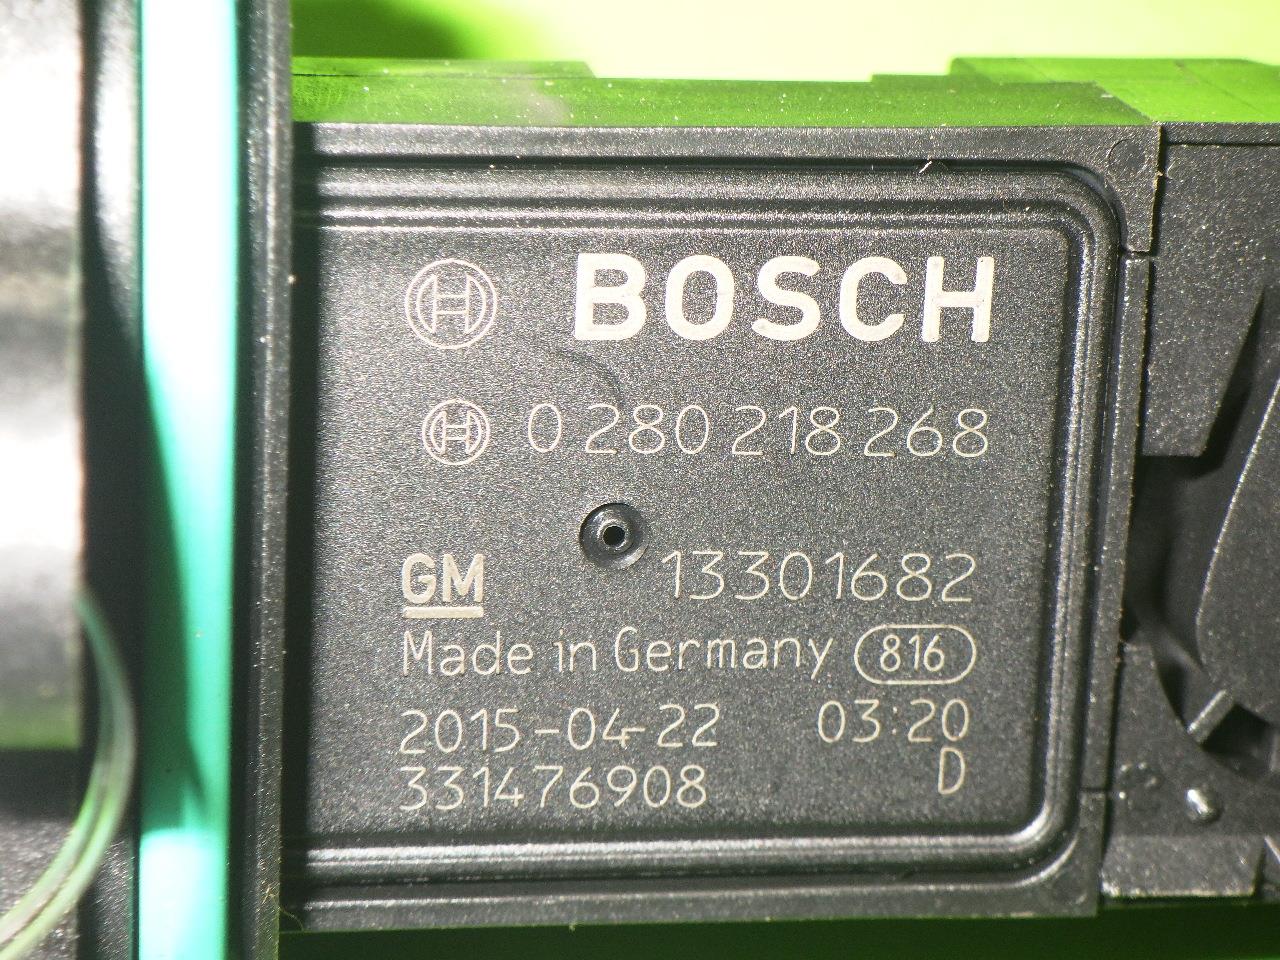 BOSCH
0 280 218 268
GM 13301682
Made in Germany 816
2015-04-22 03:20
331476908 D